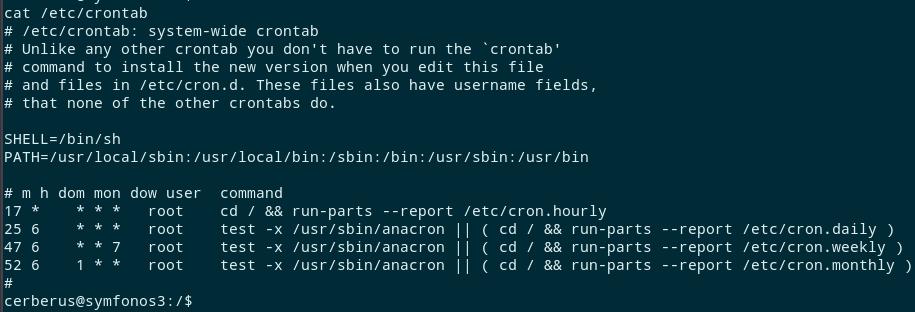 cat /etc/crontab
# /etc/crontab: system-wide crontab
# Unlike any other crontab you don't have to run the `crontab'
# command to install the new version when you edit this file
# and files in /etc/cron.d. These files also have username fields,
# that none of the other crontabs do.

SHELL=/bin/sh
PATH=/usr/local/sbin:/usr/local/bin:/sbin:/bin:/usr/sbin:/usr/bin

# m h dom mon dow user  command
17 *    * * *   root    cd / && run-parts --report /etc/cron.hourly
25 6    * * *   root    test -x /usr/sbin/anacron || ( cd / && run-parts --report /etc/cron.daily )
47 6    * * 7   root    test -x /usr/sbin/anacron || ( cd / && run-parts --report /etc/cron.weekly )
52 6    1 * *   root    test -x /usr/sbin/anacron || ( cd / && run-parts --report /etc/cron.monthly )
#
cerberus@symfonos3:/$